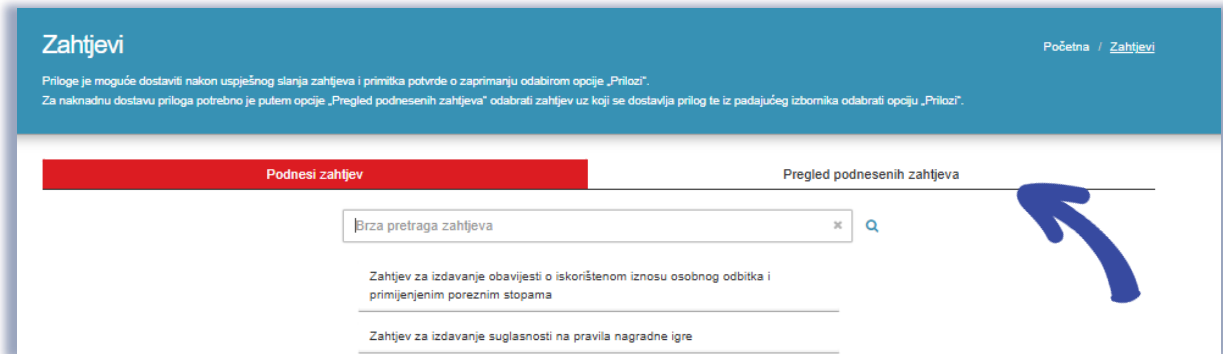 Zahtjevi
Početna / Zahtjevi
Priloge je moguće dostaviti nakon uspješnog slanja zahtjeva i primitka potvrde o zaprimanju odabirom opcije „Prilozi".
Za naknadnu dostavu priloga potrebno je putem opcije „Pregled podnesenih zahtjeva" odabrati zahtjev uz koji se dostavlja prilog te iz padajućeg izbornika odabrati opciju „Prilozi".
Podnesi zahtjev
Pregled podnesenih zahtjeva
Brza pretraga zahtjeva
Zahtjev za izdavanje obavijesti o iskorištenom iznosu osobnog odbitka i
primijenjenim poreznim stopama
Zahtjev za izdavanje suglasnosti na pravila nagradne igre